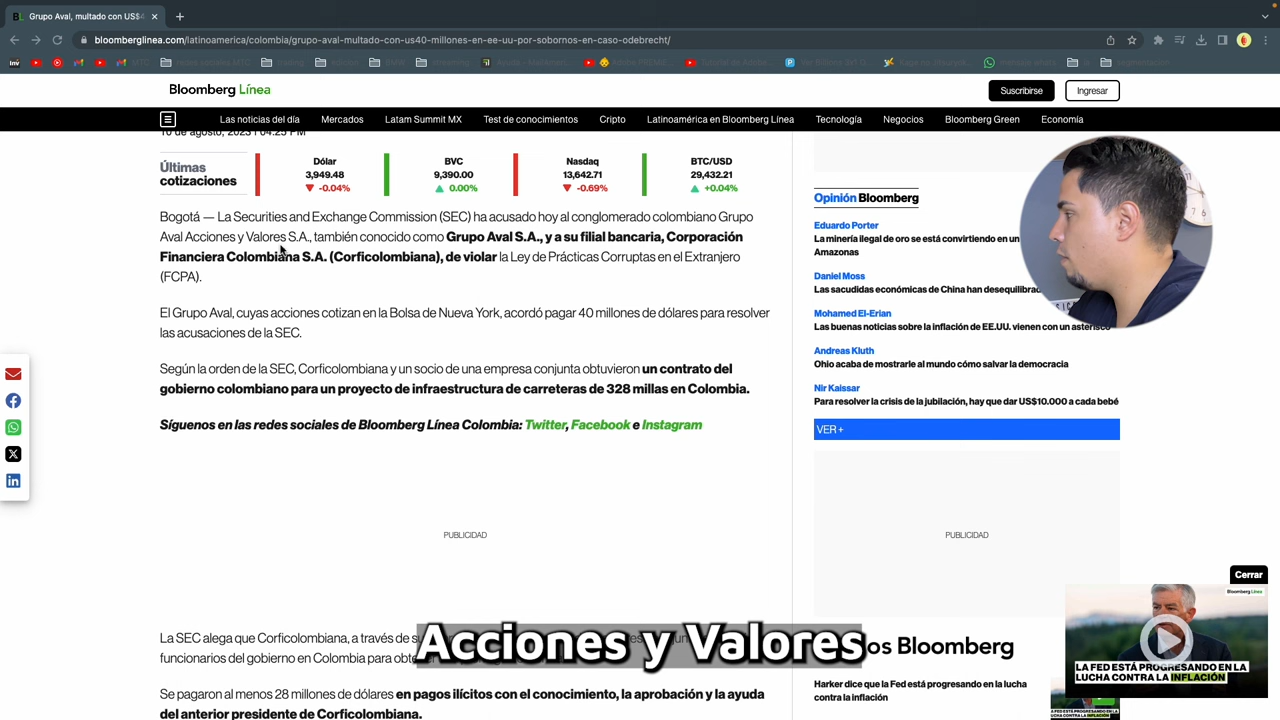 Grupo Aval, multado con US$4
bloomberglinea.com/latinoamerica/colombia/grupo-aval-multado-con-us40-millones-en-ee-uu-por-sobornos-en-caso-odebrecht/
Bloomberg Línea
Suscribirse
Ingresar
Las noticias del día
Mercados
Latam Summit MX
Test de conocimientos
Cripto
Latinoamérica en Bloomberg Línea
Tecnología
Negocios
Bloomberg Green
Economía
10 de agosto, 2023 | 04:25 PM
Últimas
cotizaciones
Dólar
3,949.48
-0.04%
BVC
9,390.00
0.00%
Nasdaq
13,642.71
-0.69%
BTC/USD
29,432.21
+0.04%
Bogotá — La Securities and Exchange Commission (SEC) ha acusado hoy al conglomerado colombiano Grupo
Aval Acciones y Valores S.A., también conocido como Grupo Aval S.A., y a su filial bancaria, Corporación
Financiera Colombiana S.A. (Corficolombiana), de violar la Ley de Prácticas Corruptas en el Extranjero
(FCPA).
El Grupo Aval, cuyas acciones cotizan en la Bolsa de Nueva York, acordó pagar 40 millones de dólares para resolver
las acusaciones de la SEC.
Según la orden de la SEC, Corficolombiana y un socio de una empresa conjunta obtuvieron un contrato del
gobierno colombiano para un proyecto de infraestructura de carreteras de 328 millas en Colombia.
Síguenos en las redes sociales de Bloomberg Línea Colombia: Twitter, Facebook e Instagram
PUBLICIDAD
La SEC alega que Corficolombiana, a través de
funcionarios del gobierno en Colombia para
Se pagaron al menos 28 millones de dólares en pagos ilícitos con el conocimiento, la aprobación y la ayuda
del anterior presidente de Corficolombiana.
Acciones y Valores
Opinión Bloomberg
Eduardo Porter
La minería ilegal de oro se está convirtiendo en un
Amazonas
Daniel Moss
Las sacudidas económicas de China han
Mohamed El-Erian
Las buenas noticias sobre la inflación de EE.UU. vienen con un asterisco
Andreas Kluth
Ohio acaba de mostrarle al mundo cómo salvar la democracia
Nir Kaissar
Para resolver la crisis de la jubilación, hay que dar US$10.000 a cada bebé
VER +
PUBLICIDAD
os Bloomberg
Harker dice que la Fed está progresando en la lucha
contra la inflación
Cerrar
Bloomberg Línea
LA FED ESTÁ PROGRESANDO EN LA
LUCHA CONTRA LA INFLACIÓN